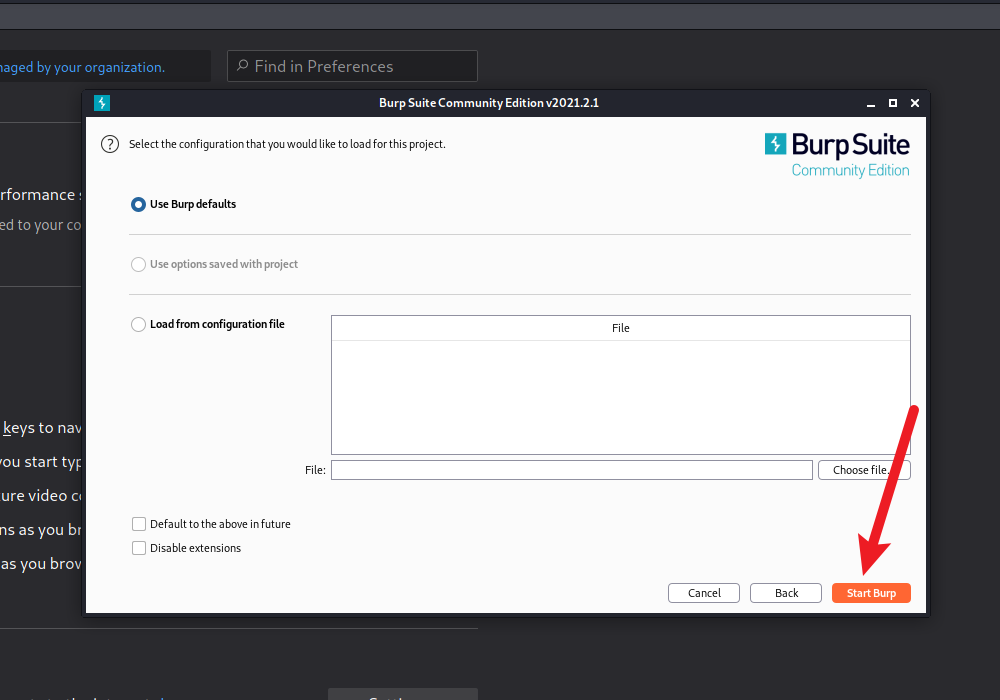 naged by your organization.
Find in Preferences
Burp Suite Community Edition v2021.2.1
? Select the configuration that you would like to load for this project.
Burp Suite
Community Edition
Use Burp defaults
rformance
ed to your co
Use options saved with project
Load from configuration file
File
keys to nav
you start typ
File:
Choose file.
ure video co
ns as you br
Default to the above in future
Disable extensions
as you brow
Cancel Back Start Burp